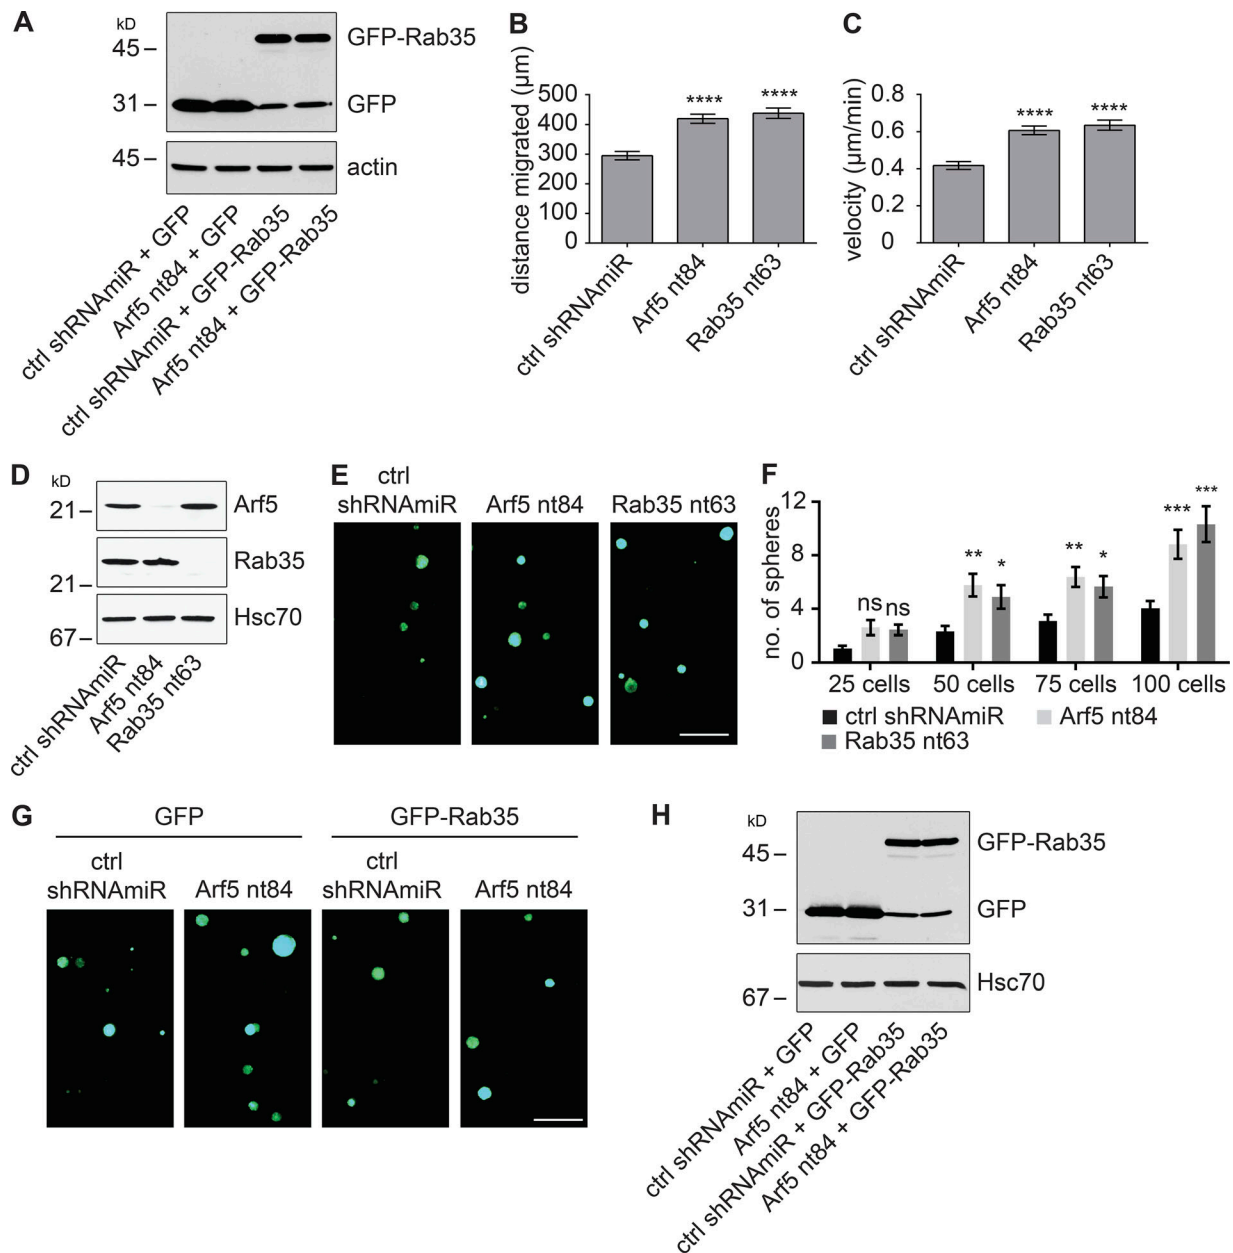 A
kD
45
GFP-Rab35
31
GFP
45
actin
ctrl shRNAmiR + GFP
Arf5 nt84 + GFP
ctrl shRNAmiR + GFP-Rab35
Arf5 nt84 + GFP-Rab35
B
distance migrated (µm)
500
400
300
200
100
0
**** ****
ctrl shRNAmiR
Arf5 nt84
Rab35 nt63
C
velocity (µm/min)
0.8
0.6
0.4
0.2
0
**** ****
ctrl shRNAmiR
Arf5 nt84
Rab35 nt63
D
kD
21
Arf5
Rab35
21
Hsc70
67
ctrl shRNAmiR
Arf5 nt84
Rab35 nt63
E
ctrl
shRNAmiR Arf5 nt84 Rab35 nt63
F
no. of spheres
12
8
4
0
ns ns ** * ** * *** ***
25 cells 50 cells 75 cells 100 cells
ctrl shRNAmiR Arf5 nt84
Rab35 nt63
G
GFP GFP-Rab35
ctrl ctrl
shRNAmiR Arf5 nt84 shRNAmiR Arf5 nt84
H
kD
45
GFP-Rab35
31
GFP
Hsc70
67
ctrl shRNAmiR + GFP
Arf5 nt84 + GFP
ctrl shRNAmiR + GFP-Rab35
Arf5 nt84 + GFP-Rab35